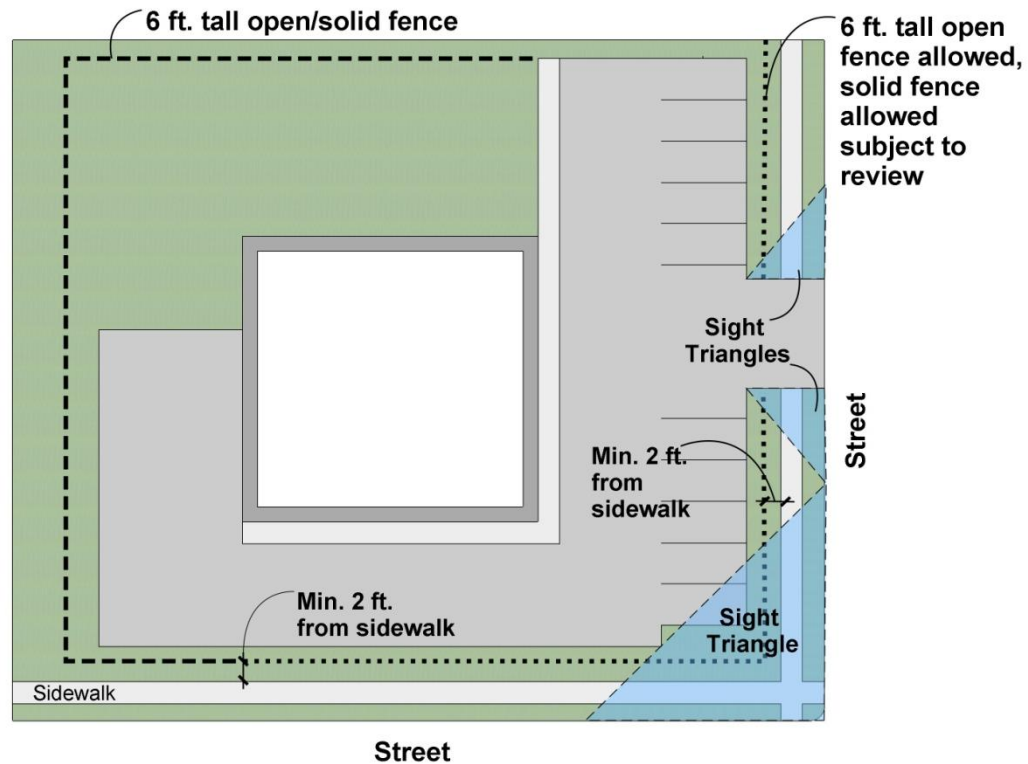 6 ft. tall open/solid fence
6 ft. tall open
fence allowed,
solid fence
allowed
subject to
review
Sight
Triangles
Street
Min. 2 ft.
from
sidewalk
Min. 2 ft.
from sidewalk
Sight
Triangle
Sidewalk
Street